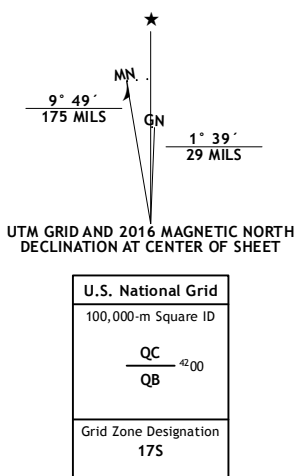 ★
MN
GN
9° 49´
175 MILS
1° 39´
29 MILS
UTM GRID AND 2016 MAGNETIC NORTH
DECLINATION AT CENTER OF SHEET
U.S. National Grid
100,000-m Square ID
QC
4200
QB
Grid Zone Designation
17S